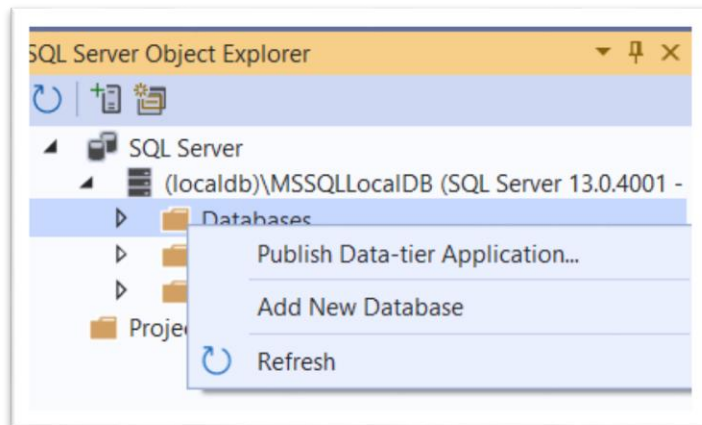 SQL Server Object Explorer
SQL Server
(localdb)\MSSQLLocalDB (SQL Server 13.0.4001 -
Databases
Publish Data-tier Application...
Add New Database
Refresh